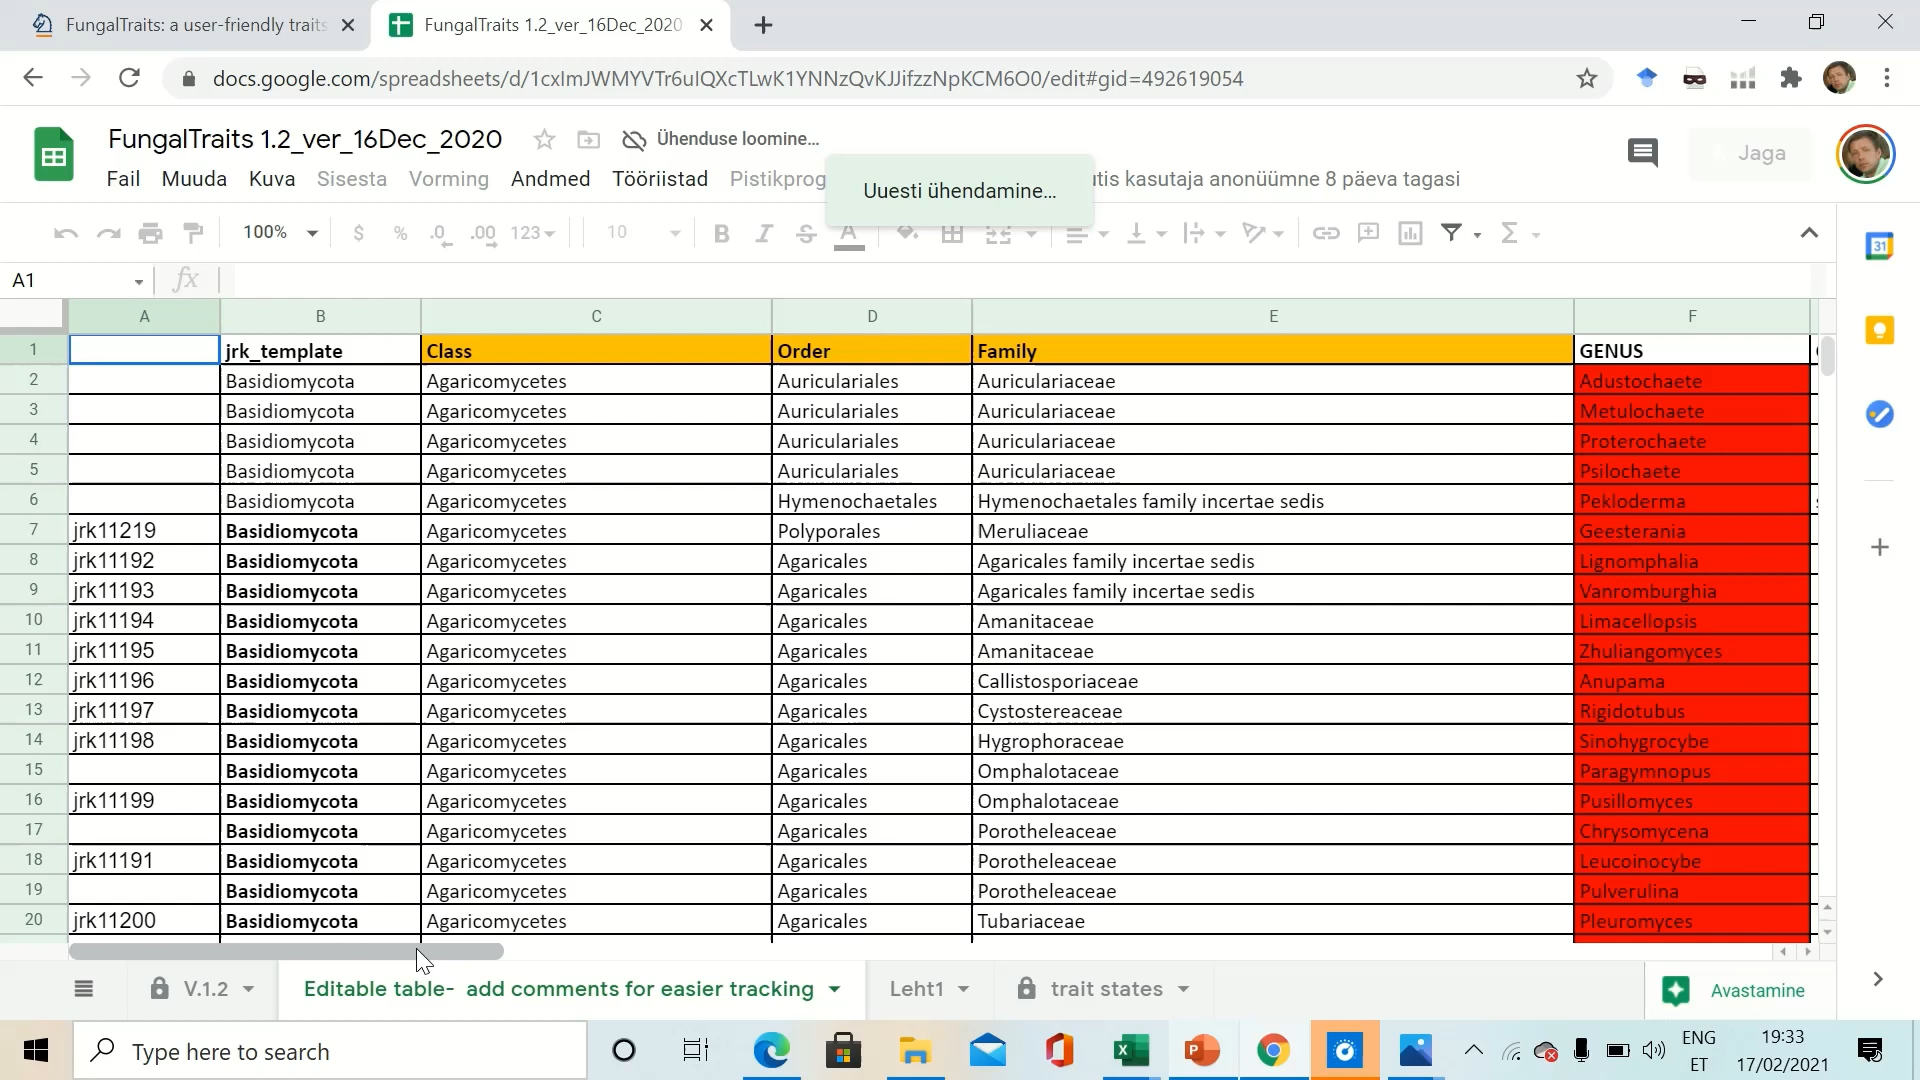 FungalTraits: a user-friendly traits
FungalTraits 1.2_ver_16Dec_2020
docs.google.com/spreadsheets/d/1cxImJWMYVTr6uIQXcTLwK1YNNzQvKJJifzzNpKCM6O0/edit#gid=492619054
FungalTraits 1.2_ver_16Dec_2020 Ühenduse loomine…
Jaga
Fail Muuda Kuva Sisesta Vorming Andmed Tööriistad Pistikprog Uuesti ühendamine… utis kasutaja anonüümne 8 päeva tagasi
100% $ % .0 .00 123 10 B I S A Σ
A1 fx
A B C D E F
1 jrk_template Class Order Family GENUS
2 Basidiomycota Agaricomycetes Auriculariales Auriculariaceae Adustochaete
3 Basidiomycota Agaricomycetes Auriculariales Auriculariaceae Metulochaete
4 Basidiomycota Agaricomycetes Auriculariales Auriculariaceae Proterochaete
5 Basidiomycota Agaricomycetes Auriculariales Auriculariaceae Psilochaete
6 Basidiomycota Agaricomycetes Hymenochaetales Hymenochaetales family incertae sedis Pekloderma
7 jrk11219 Basidiomycota Agaricomycetes Polyporales Meruliaceae Geesterania
8 jrk11192 Basidiomycota Agaricomycetes Agaricales Agaricales family incertae sedis Lignomphalia
9 jrk11193 Basidiomycota Agaricomycetes Agaricales Agaricales family incertae sedis Vanromburghia
10 jrk11194 Basidiomycota Agaricomycetes Agaricales Amanitaceae Limacellopsis
11 jrk11195 Basidiomycota Agaricomycetes Agaricales Amanitaceae Zhuliangomyces
12 jrk11196 Basidiomycota Agaricomycetes Agaricales Callistosporiaceae Anupama
13 jrk11197 Basidiomycota Agaricomycetes Agaricales Cystostereaceae Rigidotubus
14 jrk11198 Basidiomycota Agaricomycetes Agaricales Hygrophoraceae Sinohygrocybe
15 Basidiomycota Agaricomycetes Agaricales Omphalotaceae Paragymnopus
16 jrk11199 Basidiomycota Agaricomycetes Agaricales Omphalotaceae Pusillomyces
17 Basidiomycota Agaricomycetes Agaricales Porotheleaceae Chrysomycena
18 jrk11191 Basidiomycota Agaricomycetes Agaricales Porotheleaceae Leucoinocybe
19 Basidiomycota Agaricomycetes Agaricales Porotheleaceae Pulverulina
20 jrk11200 Basidiomycota Agaricomycetes Agaricales Tubariaceae Pleuromyces
31
V.1.2 Editable table- add comments for easier tracking Leht1 trait states Avastamine
Type here to search
ENG
ET
19:33
17/02/2021